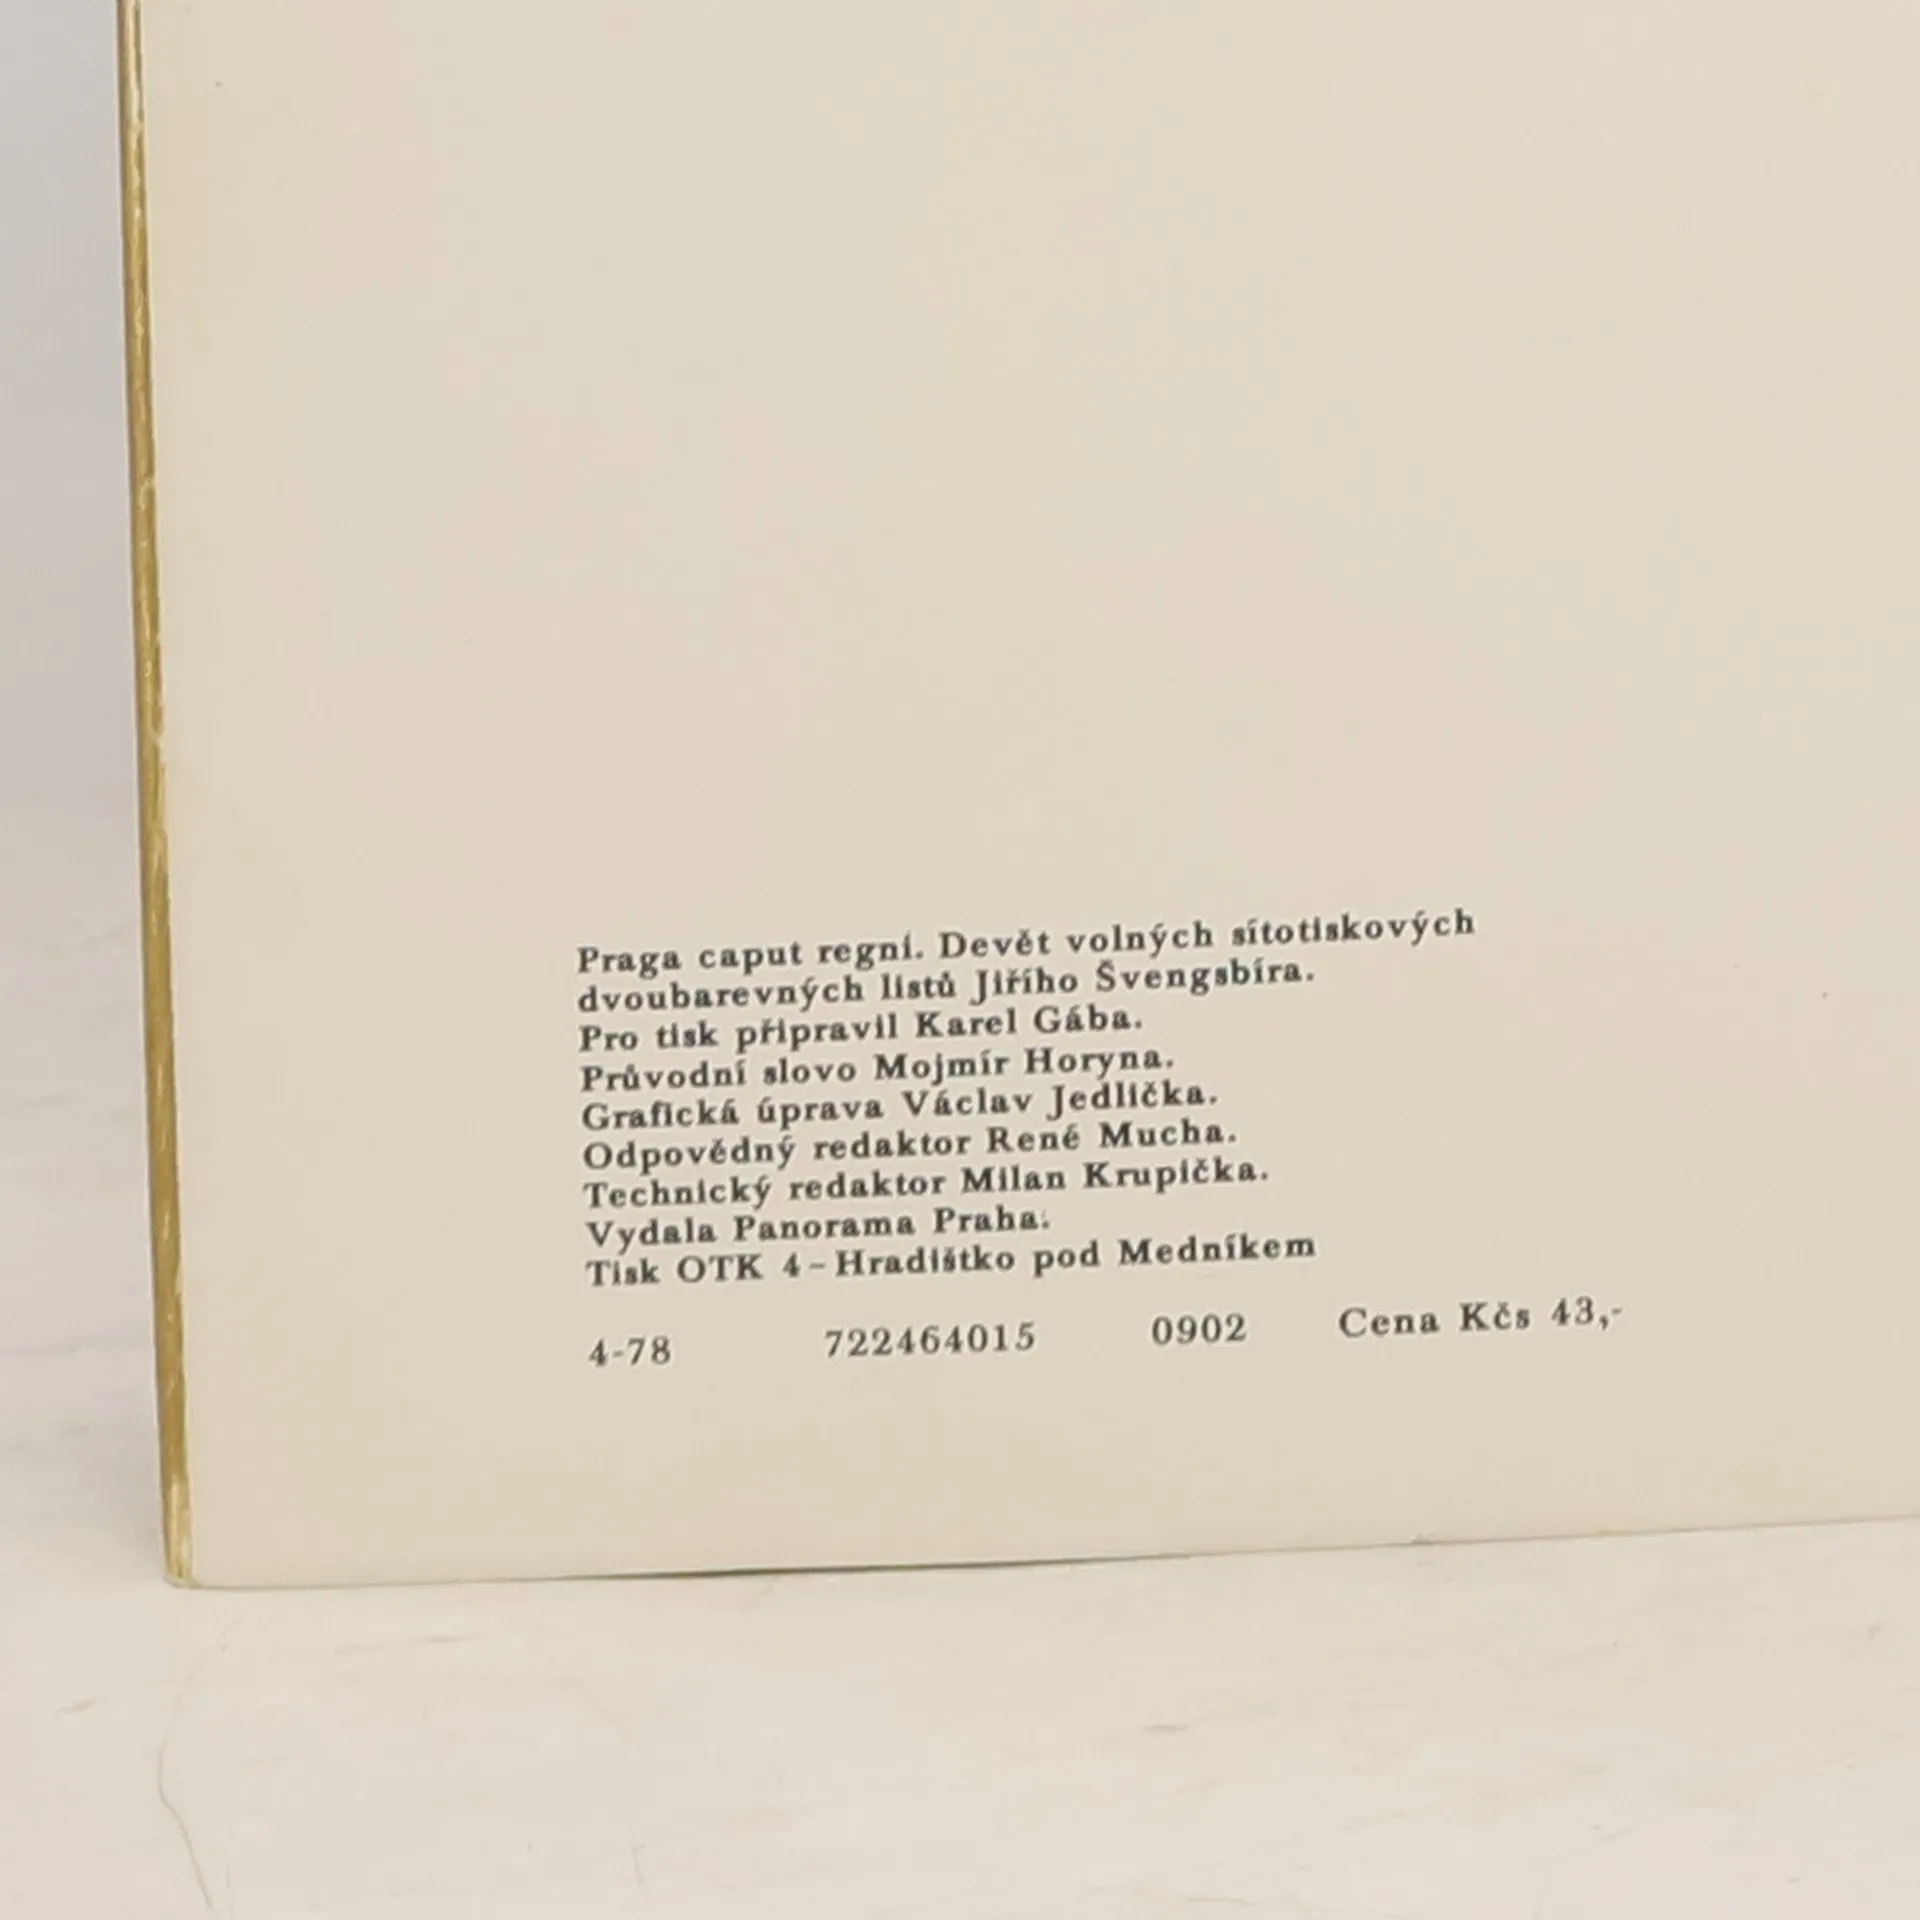 Praga caput regni. Devět volných sítotiskových
dvoubarevných listů Jiřího Švengsbíra.
Pro tisk připravil Karel Gába.
Průvodní slovo Mojmír Horyna.
Grafická úprava Václav Jedlička.
Odpovědný redaktor René Mucha.
Technický redaktor Milan Krupička.
Vydala Panorama Praha.
Tisk OTK 4 – Hradištko pod Medníkem
4-78 722464015 0902 Cena Kčs 43,-